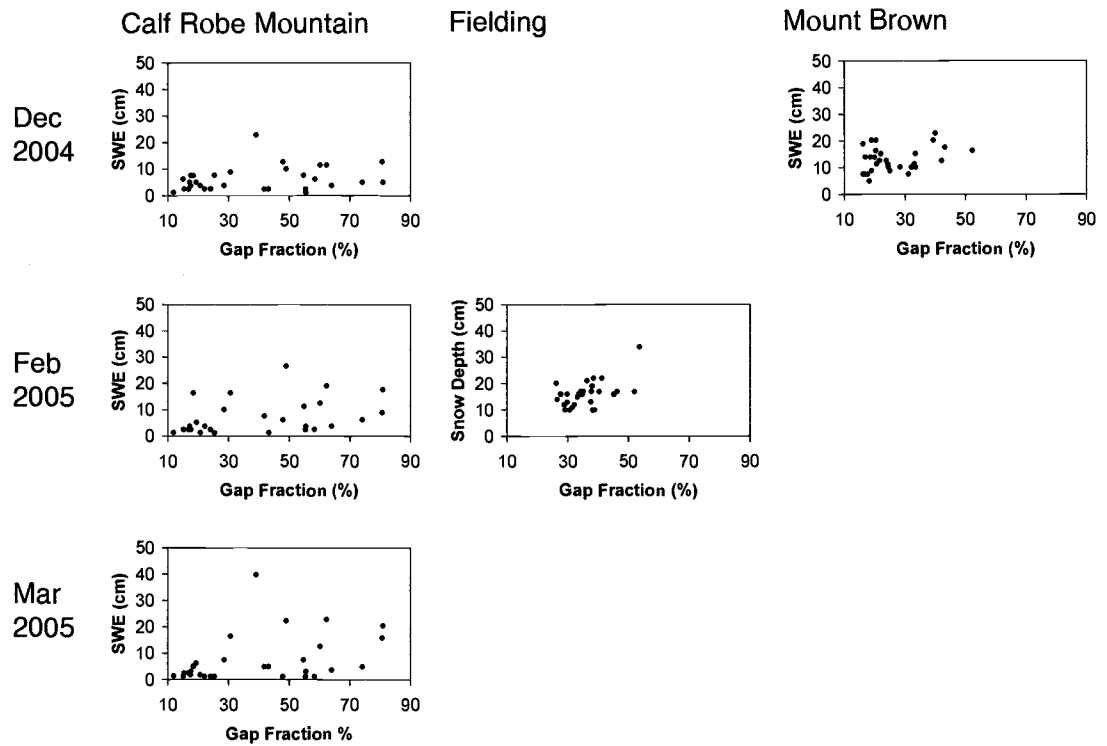 Calf Robe Mountain
Fielding
Mount Brown
Dec
2004
SWE (cm)
50
40
30
20
10
0
10 30 50 70 90
Gap Fraction (%)
SWE (cm)
50
40
30
20
10
0
10 30 50 70 90
Gap Fraction (%)
Feb
2005
SWE (cm)
50
40
30
20
10
0
10 30 50 70 90
Gap Fraction (%)
Snow Depth (cm)
50
40
30
20
10
0
10 30 50 70 90
Gap Fraction (%)
Mar
2005
SWE (cm)
50
40
30
20
10
0
10 30 50 70 90
Gap Fraction %